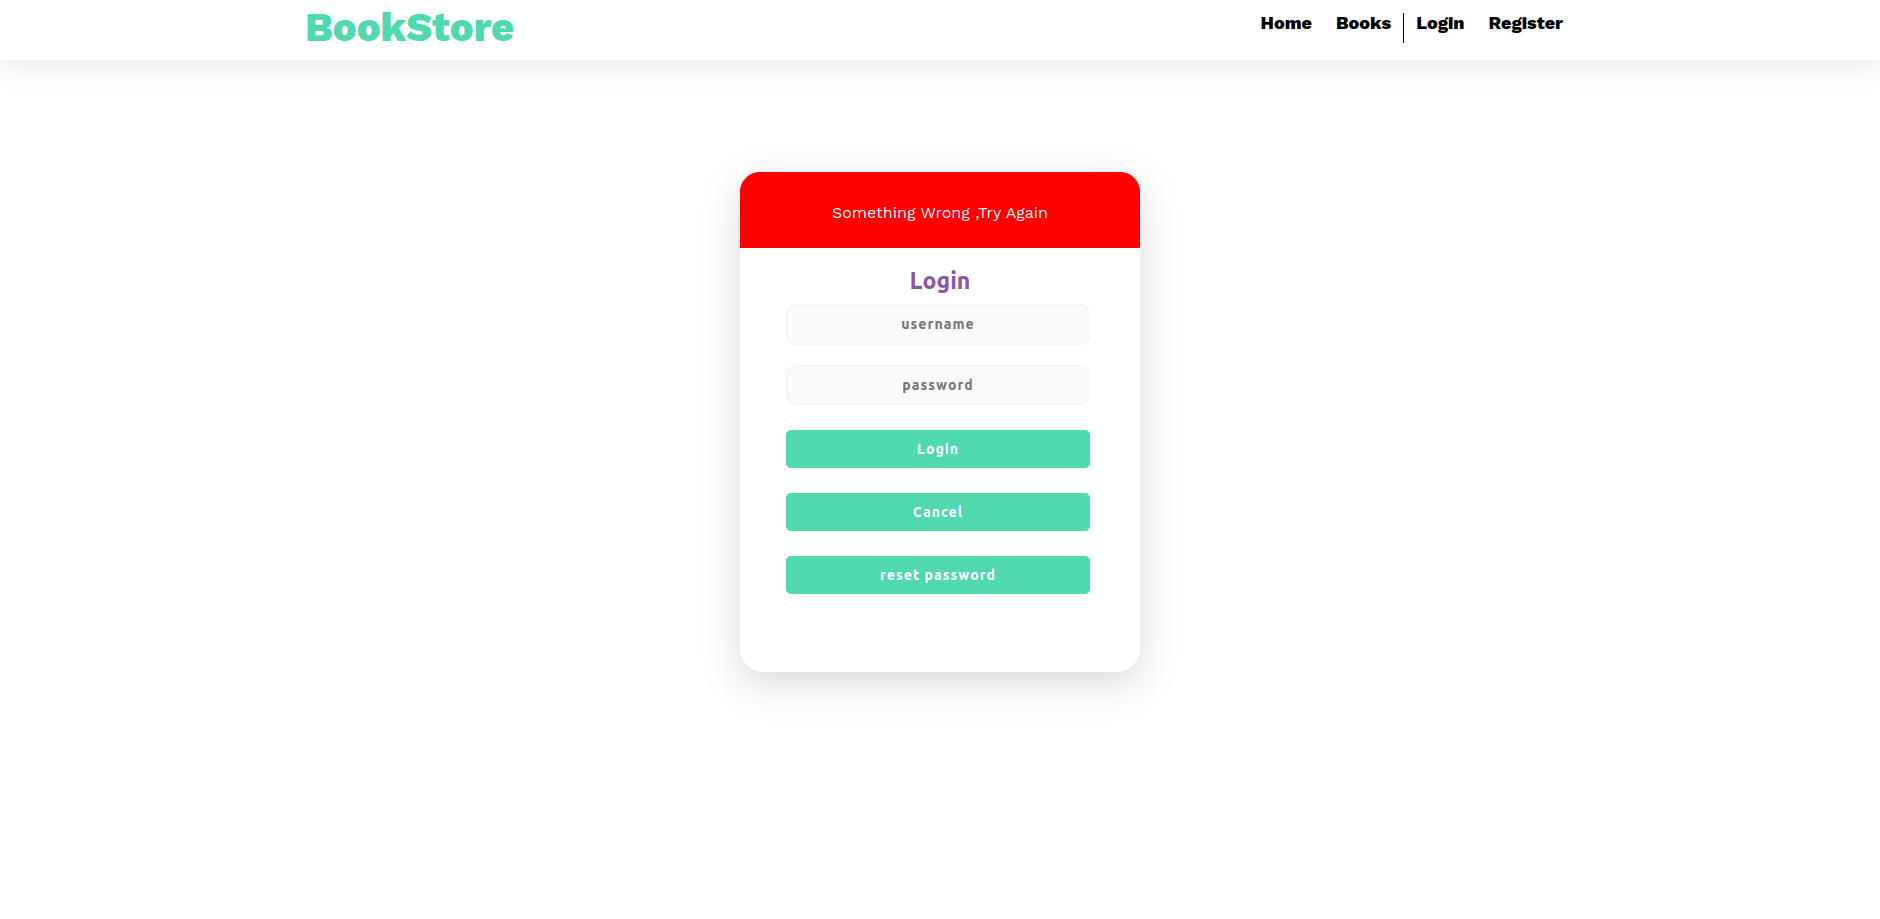 BookStore
Home Books Login Register
Something Wrong ,Try Again
Login
username
password
Login
Cancel
reset password